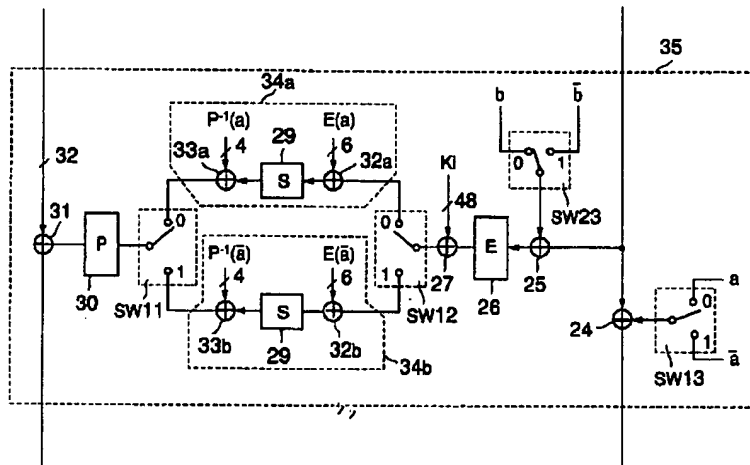 35
34a
b b̄
P⁻¹(a) E(a)
29
32 4 6
33a 32a
S
0 1
Ki
SW23
48
31
P
0
0
E
a
30
P⁻¹(ā) E(ā)
27 25
0
1
4 6
1
26
24
SW11
S
SW12
1
ā
33b 29 32b
SW13
34b